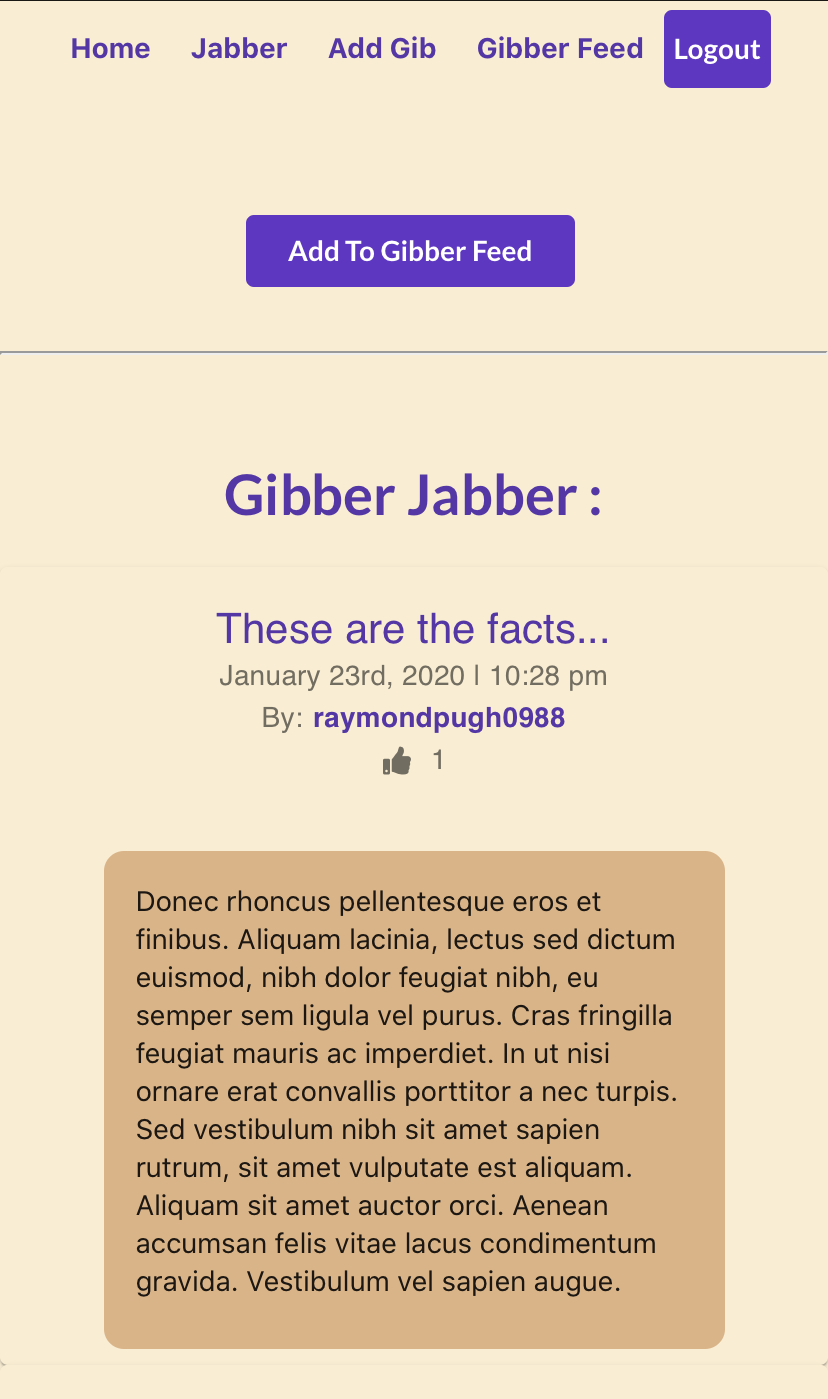 Home Jabber Add Gib Gibber Feed Logout
Add To Gibber Feed
Gibber Jabber :
These are the facts...
January 23rd, 2020 | 10:28 pm
By: raymondpugh0988
1
Donec rhoncus pellentesque eros et
finibus. Aliquam lacinia, lectus sed dictum
euismod, nibh dolor feugiat nibh, eu
semper sem ligula vel purus. Cras fringilla
feugiat mauris ac imperdiet. In ut nisi
ornare erat convallis porttitor a nec turpis.
Sed vestibulum nibh sit amet sapien
rutrum, sit amet vulputate est aliquam.
Aliquam sit amet auctor orci. Aenean
accumsan felis vitae lacus condimentum
gravida. Vestibulum vel sapien augue.